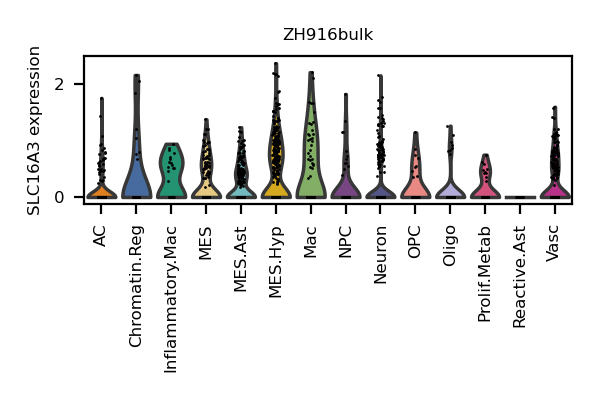 ZH916bulk
SLC16A3 expression
2
0
AC
Chromatin.Reg
Inflammatory.Mac
MES
MES.Ast
MES.Hyp
Mac
NPC
Neuron
OPC
Oligo
Prolif.Metab
Reactive.Ast
Vasc